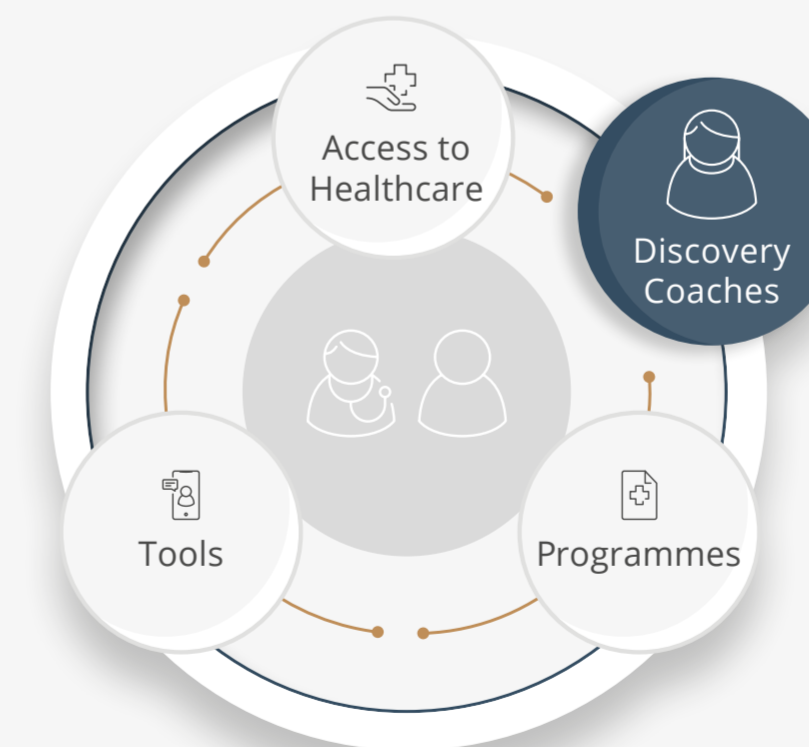 Access to
Healthcare
Discovery
Coaches
Tools
Programmes